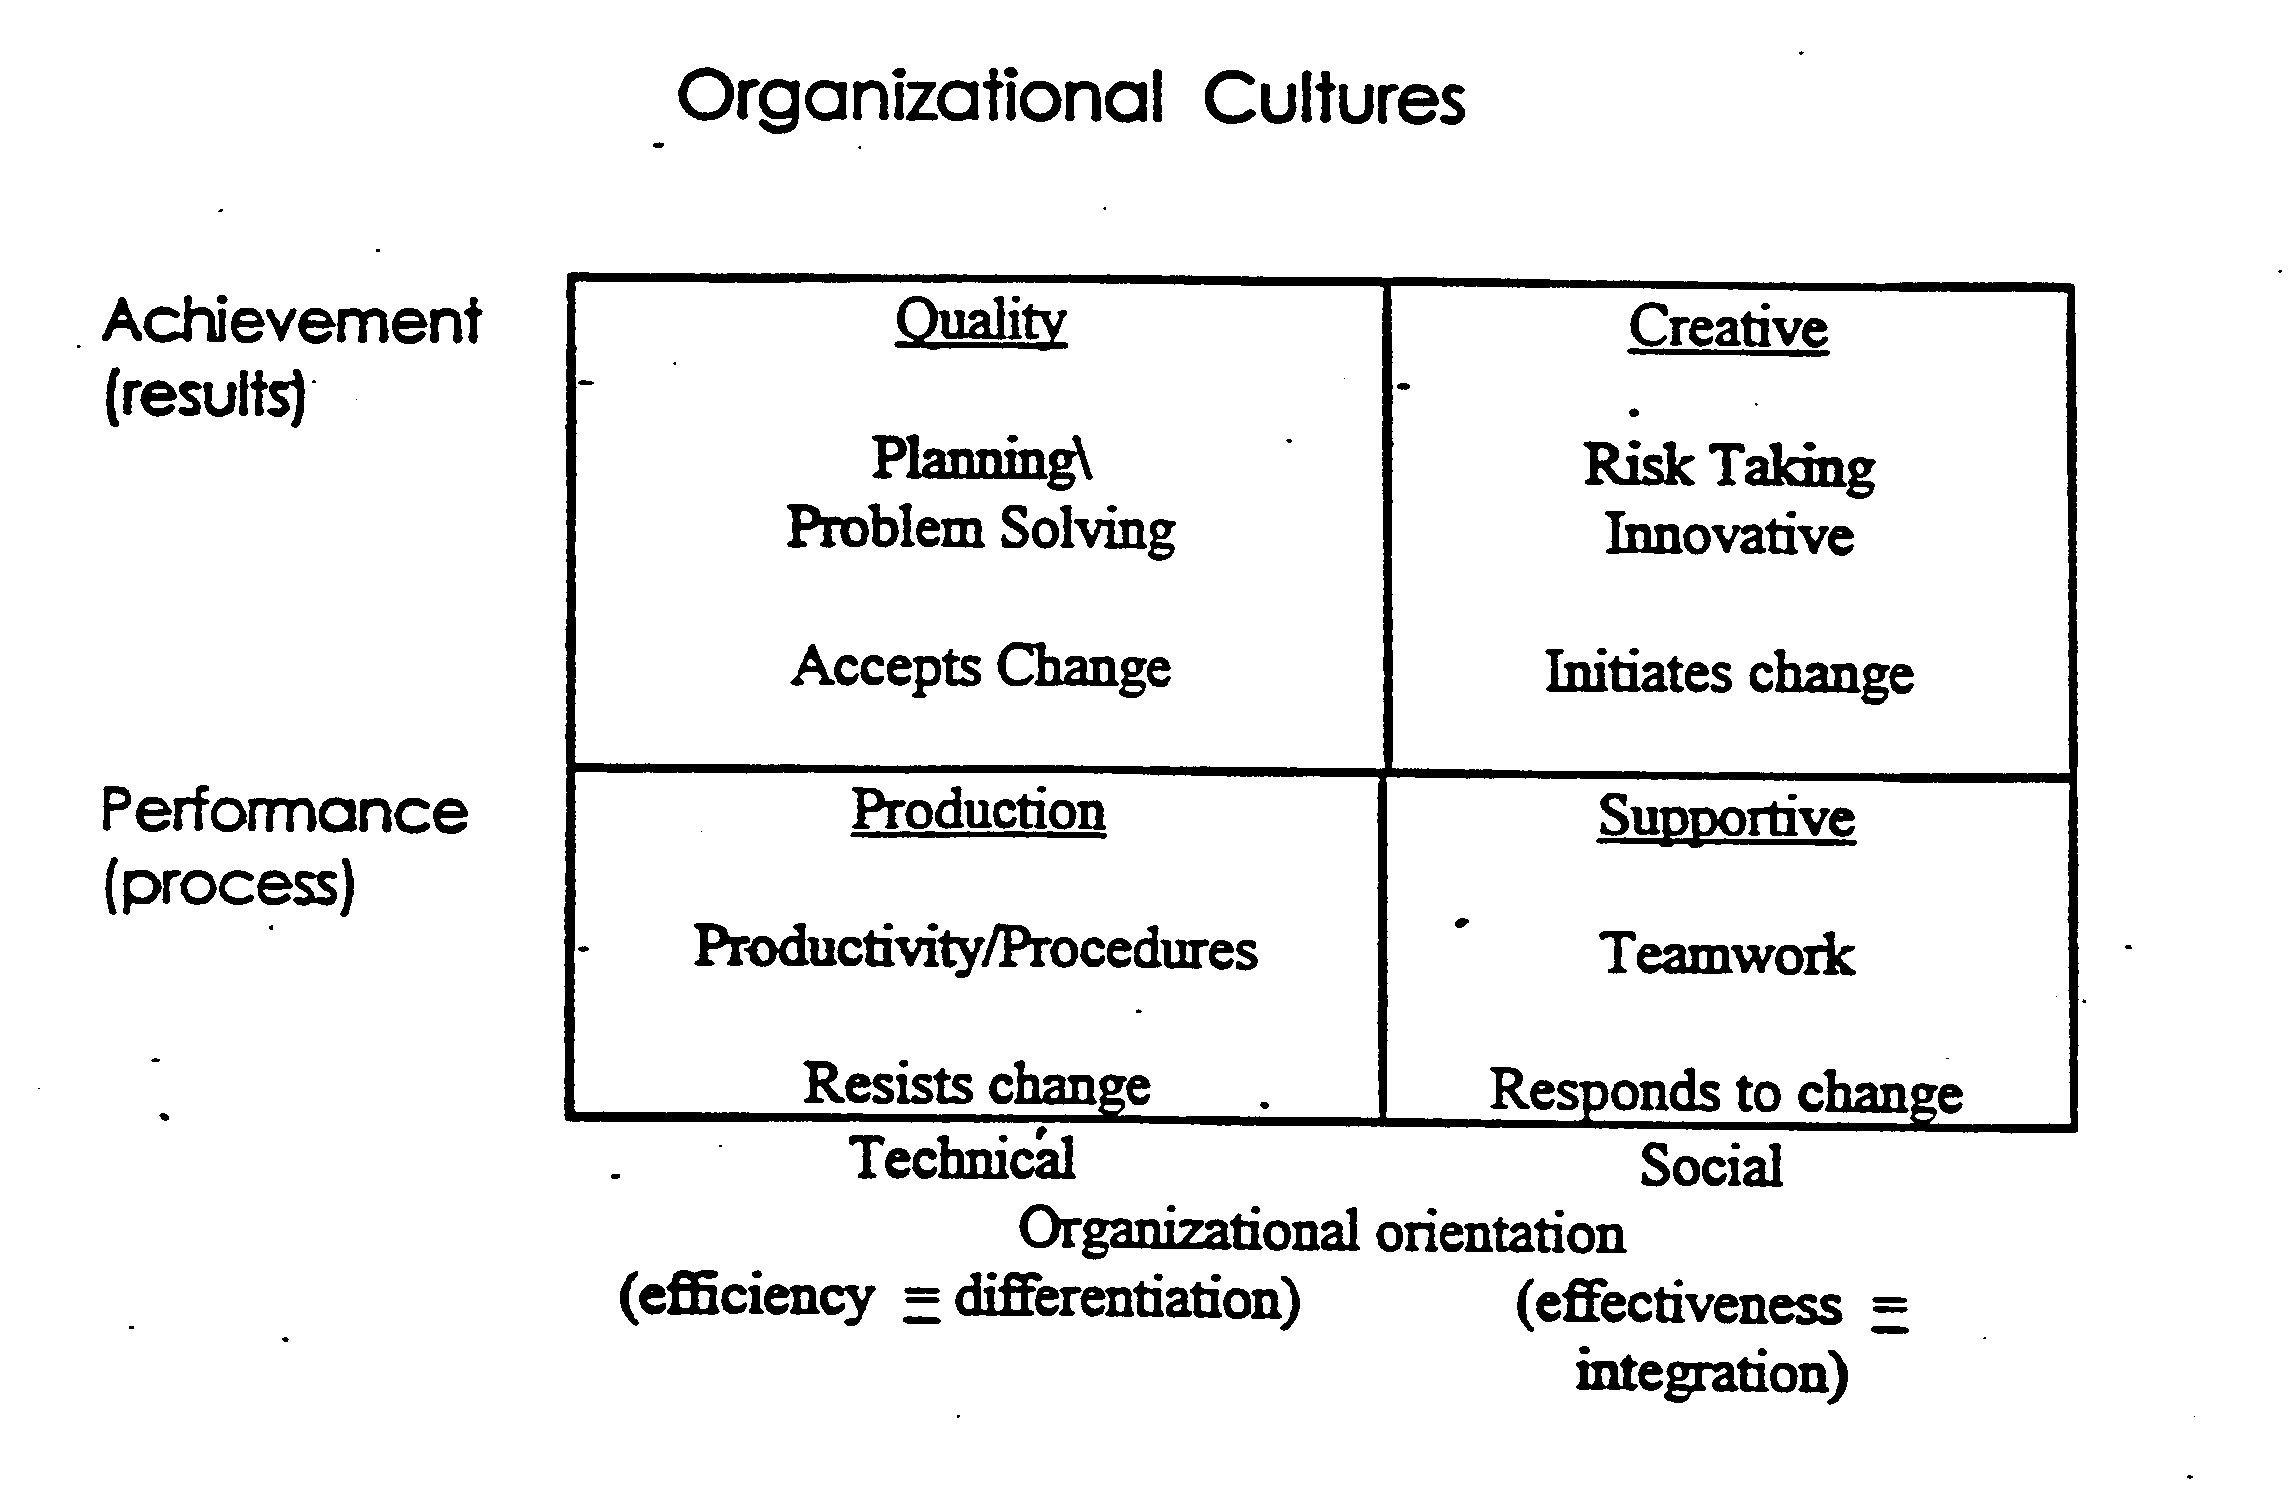 Organizational Cultures
Achievement
(results)
Quality
Planning\
Problem Solving
Accepts Change
Creative
Risk Taking
Innovative
Initiates change
Performance
(process)
Production
Productivity/Procedures
Resists change
Supportive
Teamwork
Responds to change
Technical
Social
Organizational orientation
(efficiency = differentiation)
(effectiveness =
integration)